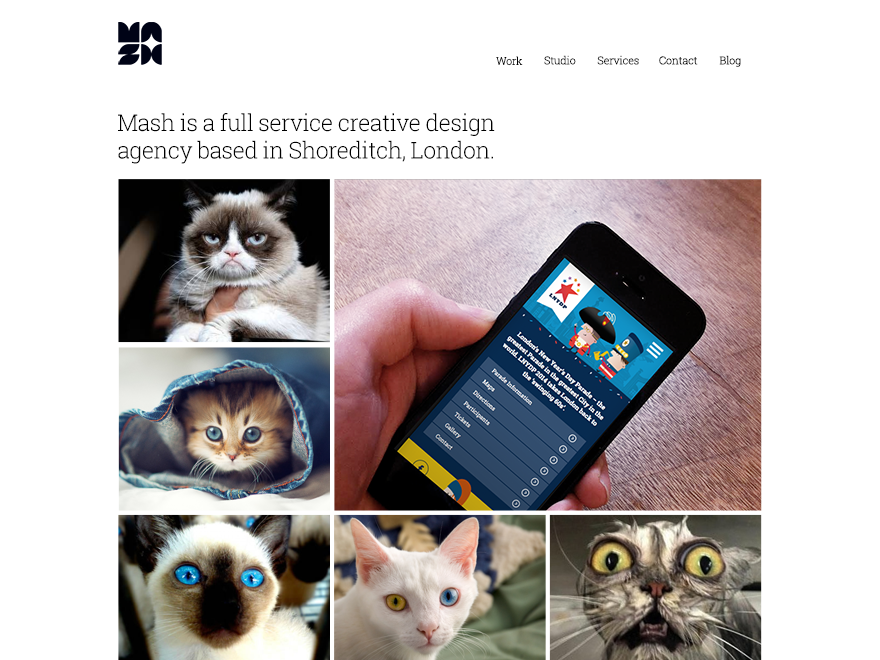 MASH
Work Studio Services Contact Blog
Mash is a full service creative design
agency based in Shoreditch, London.
LNYDP
London's New Year's Day Parade – the
greatest Parade in the greatest City in the
world. LNYDP 2014 takes London back to
the 'swinging 60s'.
Parade Information
Maps
Directions
Participants
Tickets
Gallery
Contact
f